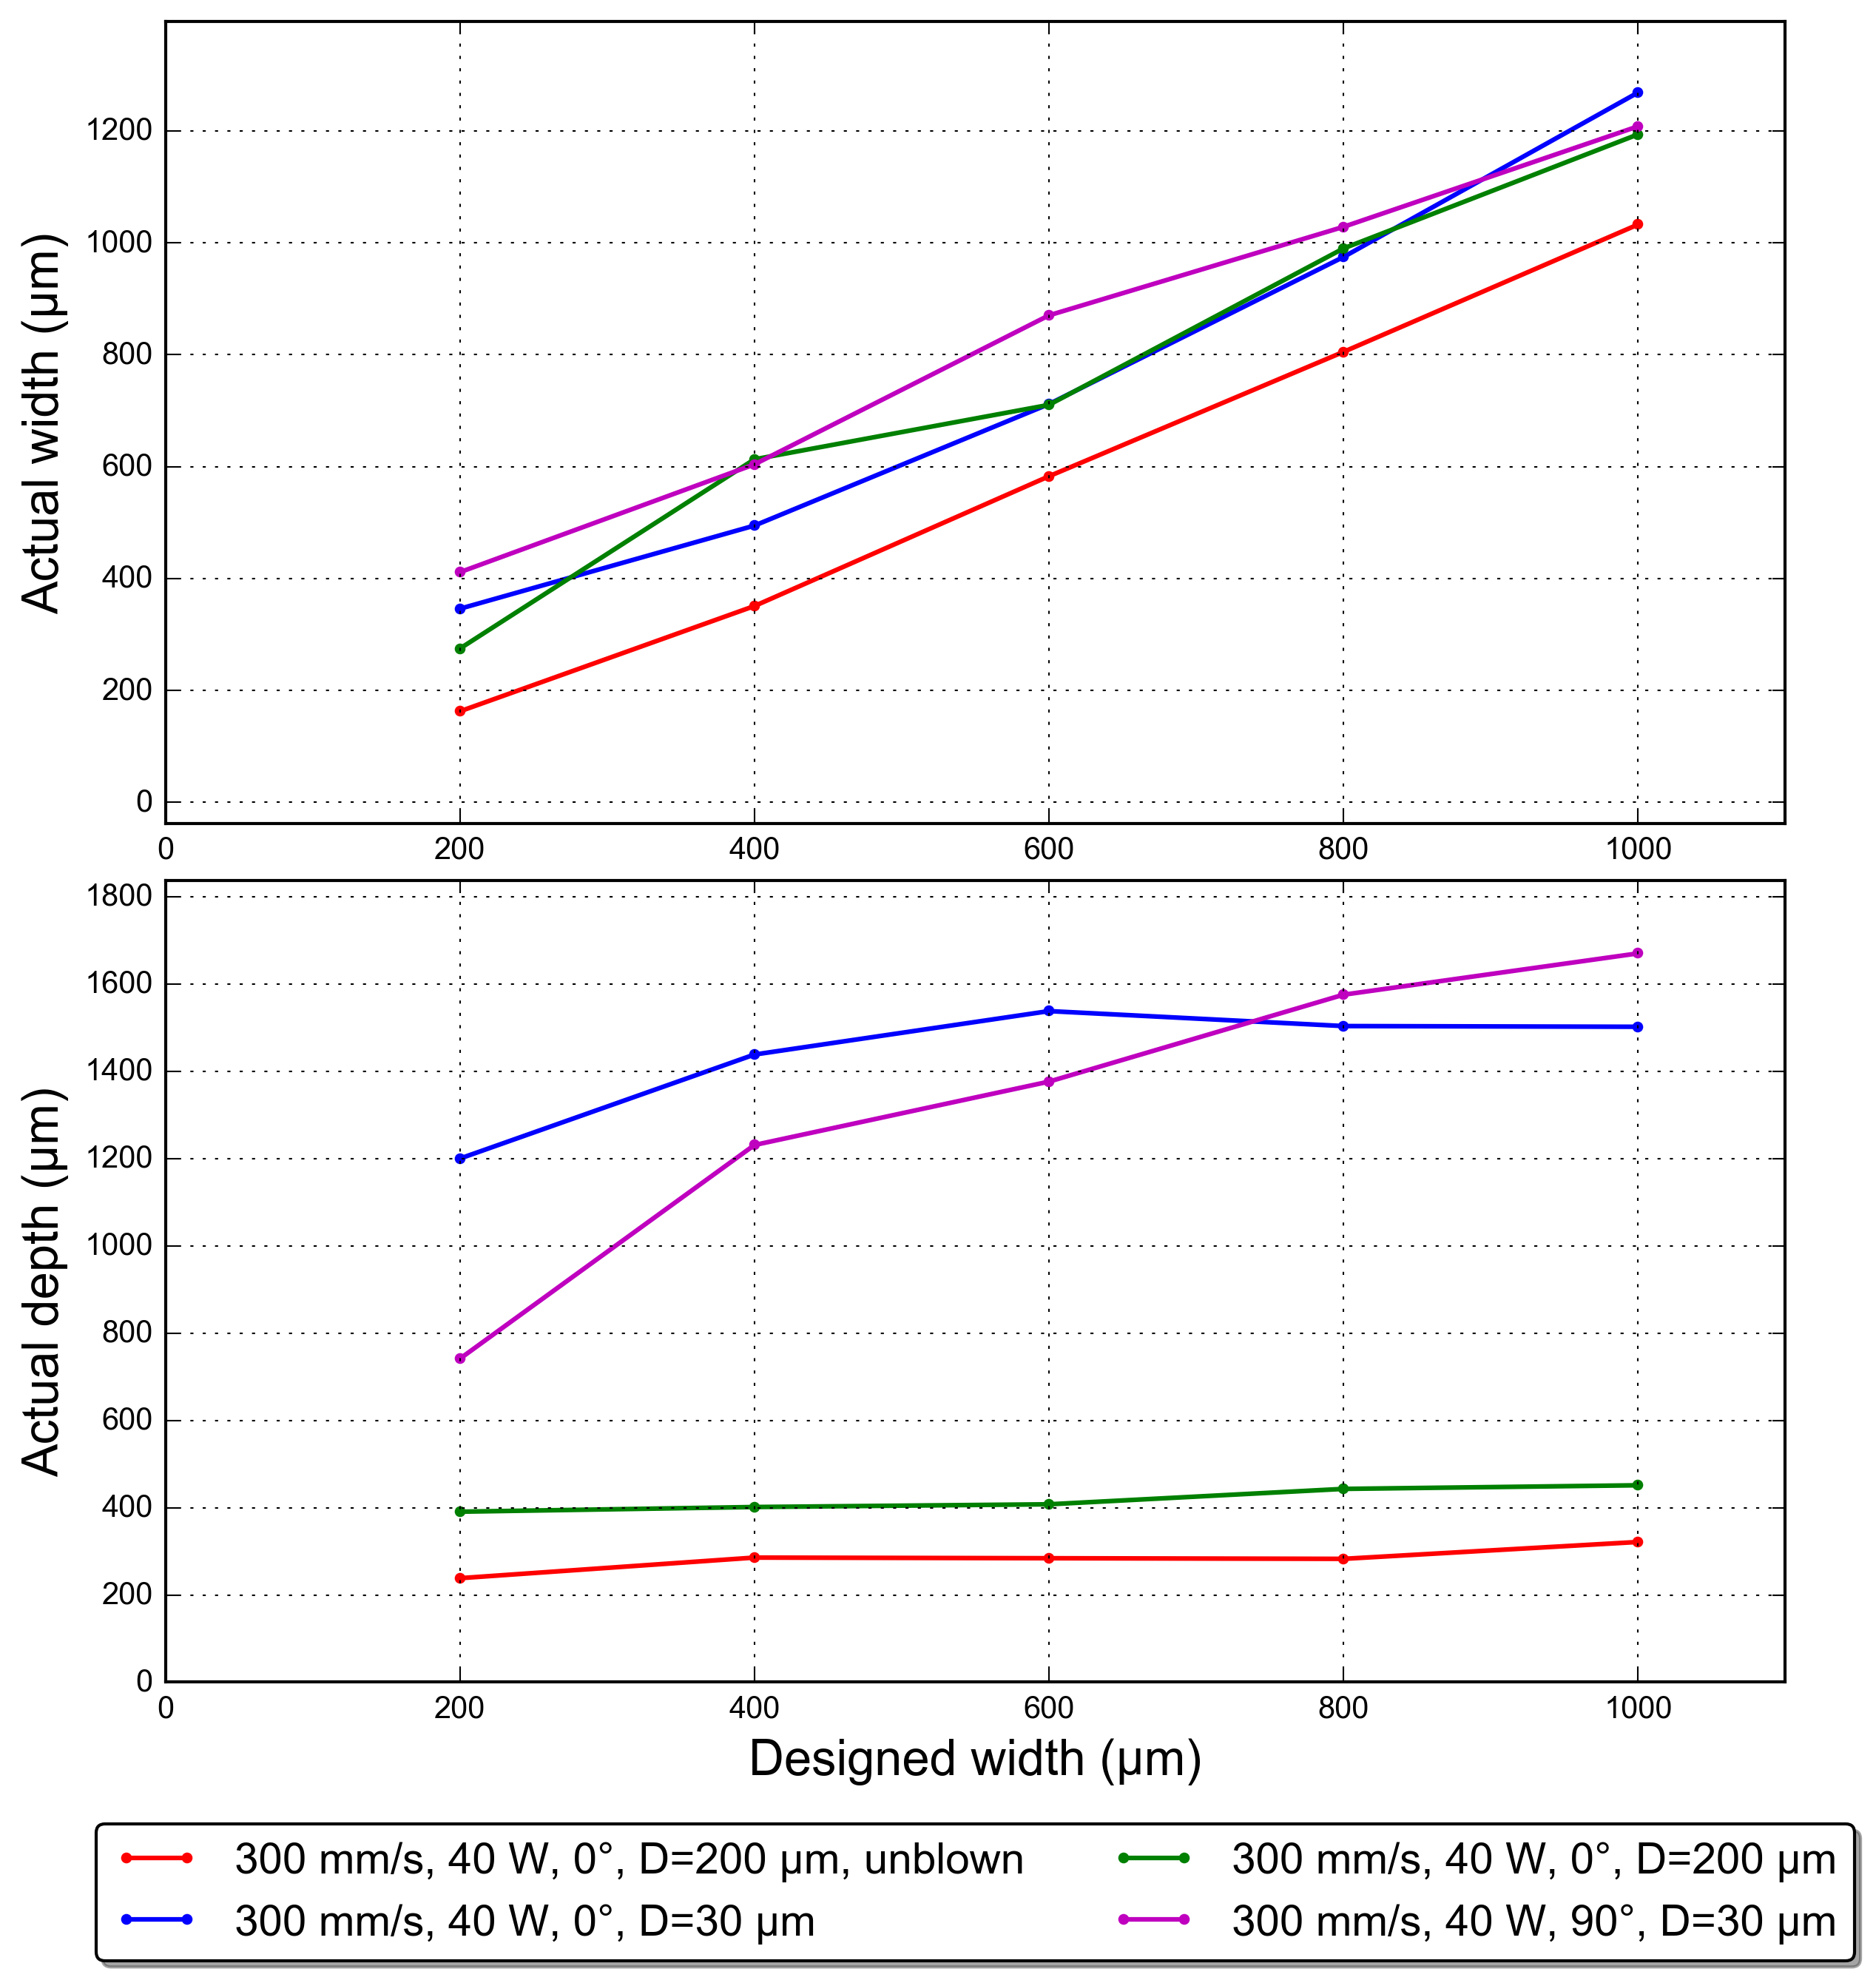 Actual width (µm)
1200
1000
800
600
400
200
0
0 200 400 600 800 1000
Actual depth (µm)
1800
1600
1400
1200
1000
800
600
400
200
0
0 200 400 600 800 1000
Designed width (µm)
300 mm/s, 40 W, 0°, D=200 µm, unblown
300 mm/s, 40 W, 0°, D=30 µm
300 mm/s, 40 W, 0°, D=200 µm
300 mm/s, 40 W, 90°, D=30 µm